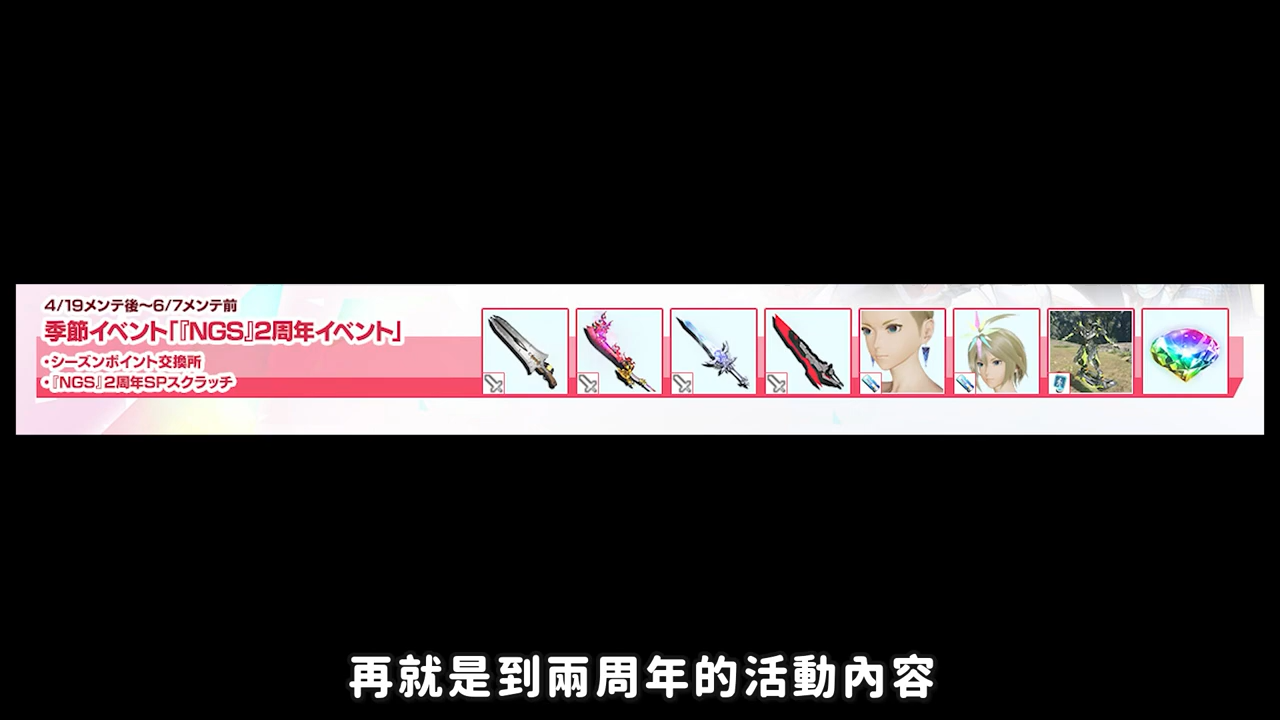 4/19メンテ後～6/7メンテ前
季節イベント「『NGS』2周年イベント」
・シーズンポイント交換所
・『NGS』2周年SPスクラッチ
再就是到兩周年的活動內容